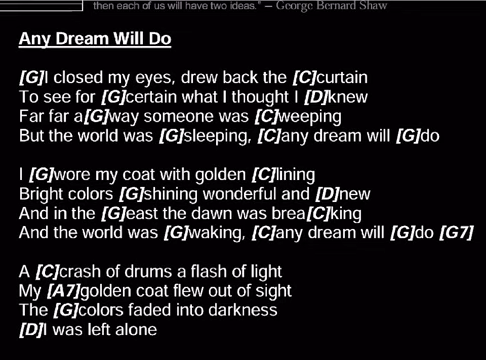 then each of us will have two ideas." – George Bernard Shaw
Any Dream Will Do
[G]I closed my eyes, drew back the [C]curtain
To see for [G]certain what I thought I [D]knew
Far far a[G]way someone was [C]weeping
But the world was [G]sleeping, [C]any dream will [G]do
I [G]wore my coat with golden [C]lining
Bright colors [G]shining wonderful and [D]new
And in the [G]east the dawn was brea[C]king
And the world was [G]waking, [C]any dream will [G]do [G7]
A [C]crash of drums a flash of light
My [A7]golden coat flew out of sight
The [G]colors faded into darkness
[D]I was left alone